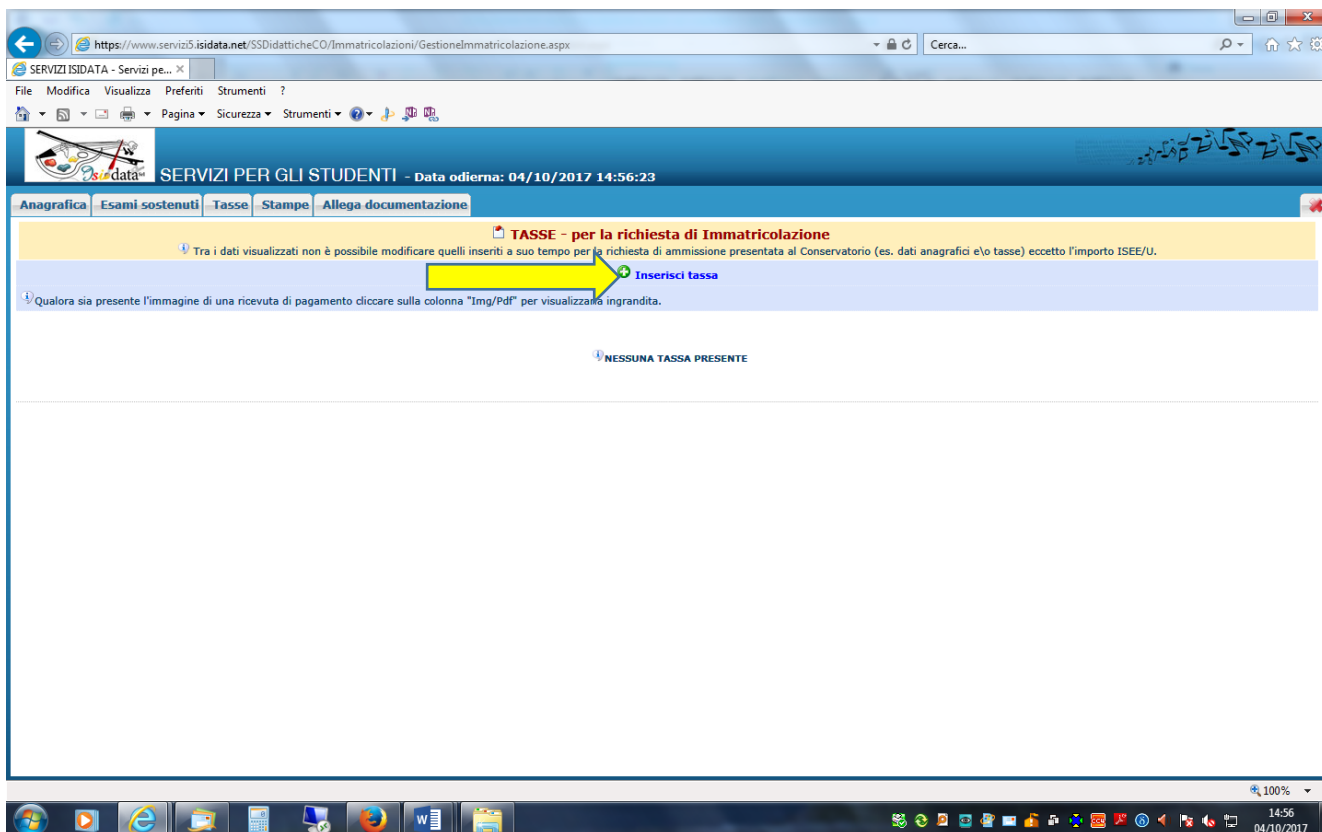 https://www.servizi5.isidata.net/SSDidatticheCO/Immatricolazioni/GestioneImmatricolazione.aspx
Cerca...
SERVIZI ISIDATA - Servizi pe...
File Modifica Visualizza Preferiti Strumenti ?
Pagina Sicurezza Strumenti
Isidata
SERVIZI PER GLI STUDENTI - Data odierna: 04/10/2017 14:56:23
Anagrafica Esami sostenuti Tasse Stampe Allega documentazione
TASSE - per la richiesta di Immatricolazione
Tra i dati visualizzati non è possibile modificare quelli inseriti a suo tempo per la richiesta di ammissione presentata al Conservatorio (es. dati anagrafici e\o tasse) eccetto l'importo ISEE/U.
Inserisci tassa
Qualora sia presente l'immagine di una ricevuta di pagamento cliccare sulla colonna "Img/Pdf" per visualizzarla ingrandita.
NESSUNA TASSA PRESENTE
100%
14:56
04/10/2017